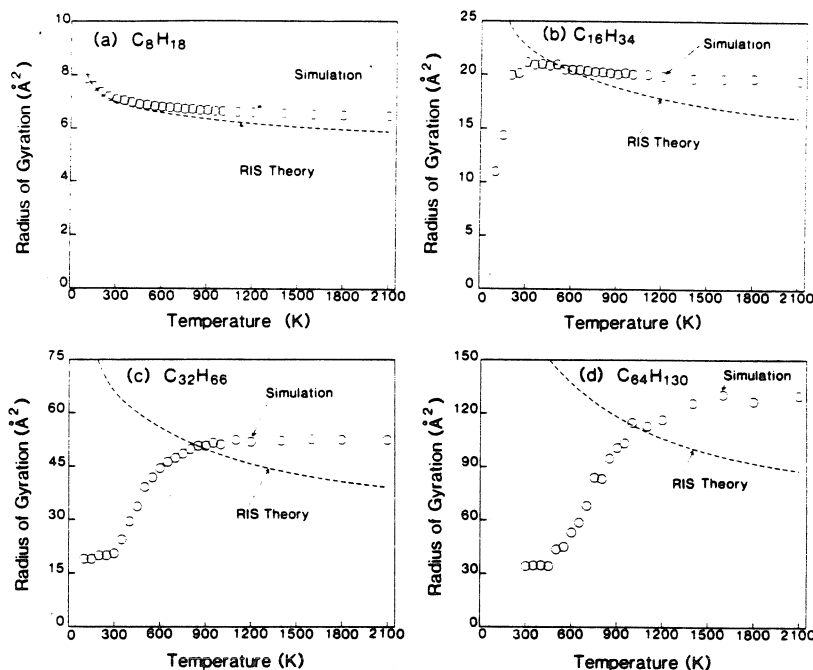 (a) C8H18
Simulation
RIS Theory
Radius of Gyration (Å²)
10
8
6
4
2
0
0 300 600 900 1200 1500 1800 2100
Temperature (K)
(b) C16H34
Simulation
RIS Theory
Radius of Gyration (Å²)
25
20
15
10
5
0
0 300 600 900 1200 1500 1800 2100
Temperature (K)
(c) C32H66
Simulation
RIS Theory
Radius of Gyration (Å²)
75
60
45
30
15
0
0 300 600 900 1200 1500 1800 2100
Temperature (K)
(d) C64H130
Simulation
RIS Theory
Radius of Gyration (Å²)
150
120
90
60
30
0
0 300 600 900 1200 1500 1800 2100
Temperature (K)